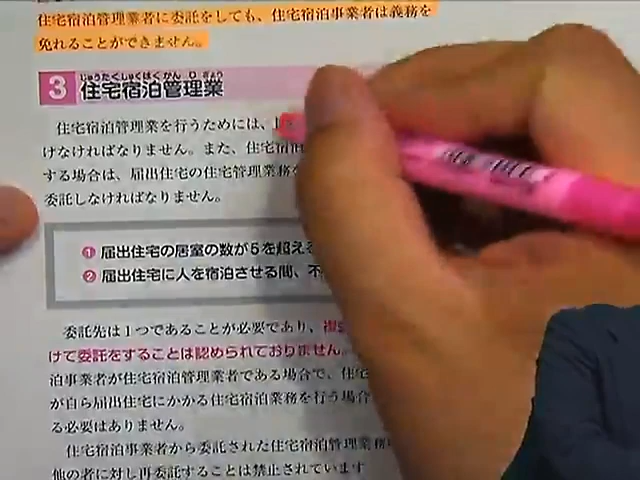 住宅宿泊管理業者に委託をしても、住宅宿泊事業者は義務を
免れることができません。
3 住宅宿泊管理業
じゅうたくしゅくはくかんりぎょう
住宅宿泊管理業を行うためには、
けなければなりません。また、住宅宿
する場合は、届出住宅の住宅管理業務
委託しなければなりません。
❶ 届出住宅の居室の数が5を超え
❷ 届出住宅に人を宿泊させる間、不
委託先は1つであることが必要であり、複
けて委託をすることは認められておりません。
泊事業者が住宅宿泊管理業者である場合で、住宅
が自ら届出住宅にかかる住宅宿泊業務を行う場合
る必要はありません。
住宅宿泊事業者から委託された住宅宿泊管理業務
他の者に対し再委託することは禁止されています